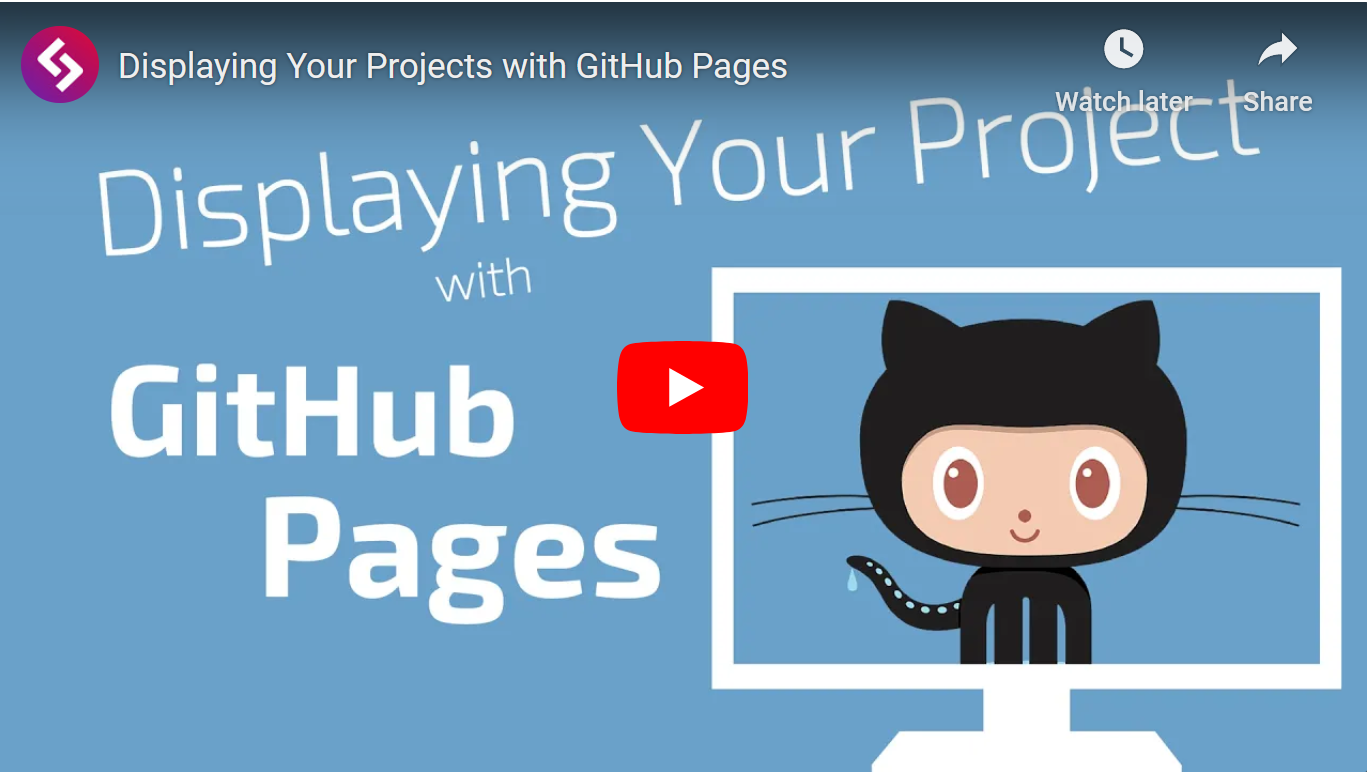 Displaying Your Projects with GitHub Pages
Watch later
Share
Displaying Your Project
with
GitHub
Pages